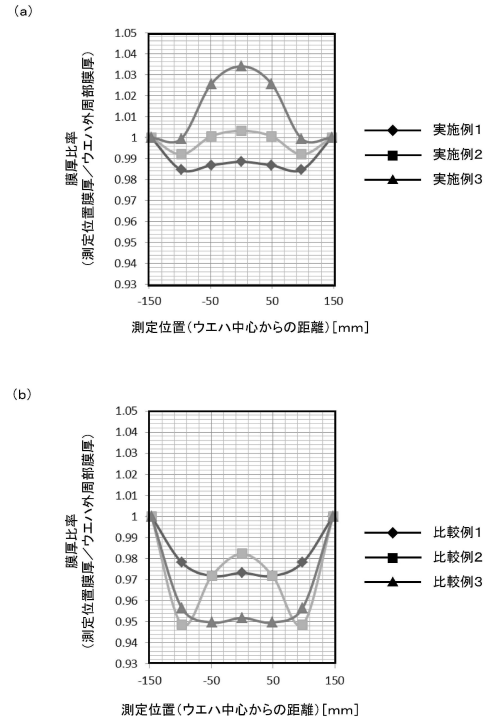 (a)
1.05
1.04
1.03
1.02
1.01
1
0.99
0.98
0.97
0.96
0.95
0.94
0.93
-150
-50
50
150
膜厚比率
(測定位置膜厚/ウエハ外周部膜厚)
測定位置(ウエハ中心からの距離)[mm]
実施例1
実施例2
実施例3
(b)
1.05
1.04
1.03
1.02
1.01
1
0.99
0.98
0.97
0.96
0.95
0.94
0.93
-150
-50
50
150
膜厚比率
(測定位置膜厚/ウエハ外周部膜厚)
測定位置(ウエハ中心からの距離)[mm]
比較例1
比較例2
比較例3